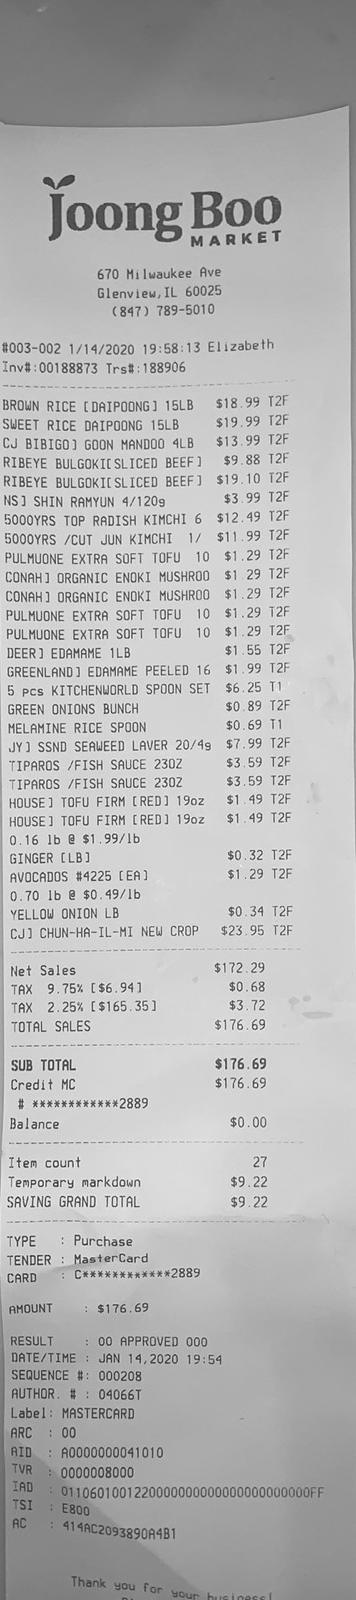 Joong Boo
MARKET
670 Milwaukee Ave
Glenview,IL 60025
(847) 789-5010
#003-002 1/14/2020 19:58:13 Elizabeth
Inv#:00188873 Trs#:188906
BROWN RICE [DAIPOONG] 15LB $18.99 T2F
SWEET RICE DAIPOONG 15LB $19.99 T2F
CJ BIBIGO] GOON MANDOO 4LB $13.99 T2F
RIBEYE BULGOKI[SLICED BEEF] $9.88 T2F
RIBEYE BULGOKI[SLICED BEEF] $19.10 T2F
NS] SHIN RAMYUN 4/120g $3.99 T2F
5000YRS TOP RADISH KIMCHI 6 $12.49 T2F
5000YRS /CUT JUN KIMCHI 1/ $11.99 T2F
PULMUONE EXTRA SOFT TOFU 10 $1.29 T2F
CONAH] ORGANIC ENOKI MUSHROO $1.29 T2F
CONAH] ORGANIC ENOKI MUSHROO $1.29 T2F
PULMUONE EXTRA SOFT TOFU 10 $1.29 T2F
PULMUONE EXTRA SOFT TOFU 10 $1.29 T2F
DEER] EDAMAME 1LB $1.55 T2F
GREENLAND] EDAMAME PEELED 16 $1.99 T2F
5 pcs KITCHENWORLD SPOON SET $6.25 T1
GREEN ONIONS BUNCH $0.89 T2F
MELAMINE RICE SPOON $0.69 T1
JY] SSND SEAWEED LAVER 20/4g $7.99 T2F
TIPAROS /FISH SAUCE 23OZ $3.59 T2F
TIPAROS /FISH SAUCE 23OZ $3.59 T2F
HOUSE] TOFU FIRM [RED] 19oz $1.49 T2F
HOUSE] TOFU FIRM [RED] 19oz $1.49 T2F
0.16 lb @ $1.99/lb
GINGER [LB] $0.32 T2F
AVOCADOS #4225 [EA] $1.29 T2F
0.70 lb @ $0.49/lb
YELLOW ONION LB $0.34 T2F
CJ] CHUN-HA-IL-MI NEW CROP $23.95 T2F
Net Sales $172.29
TAX 9.75% [$6.94] $0.68
TAX 2.25% [$165.35] $3.72
TOTAL SALES $176.69
SUB TOTAL $176.69
Credit MC $176.69
# ************2889
Balance $0.00
Item count 27
Temporary markdown $9.22
SAVING GRAND TOTAL $9.22
TYPE : Purchase
TENDER : MasterCard
CARD : C************2889
AMOUNT : $176.69
RESULT : 00 APPROVED 000
DATE/TIME : JAN 14,2020 19:54
SEQUENCE #: 000208
AUTHOR. # : 04066T
Label: MASTERCARD
ARC : 00
AID : A0000000041010
TVR : 0000008000
TSI : E800
AC : 414AC2093890A4B1
Thank you for your business!